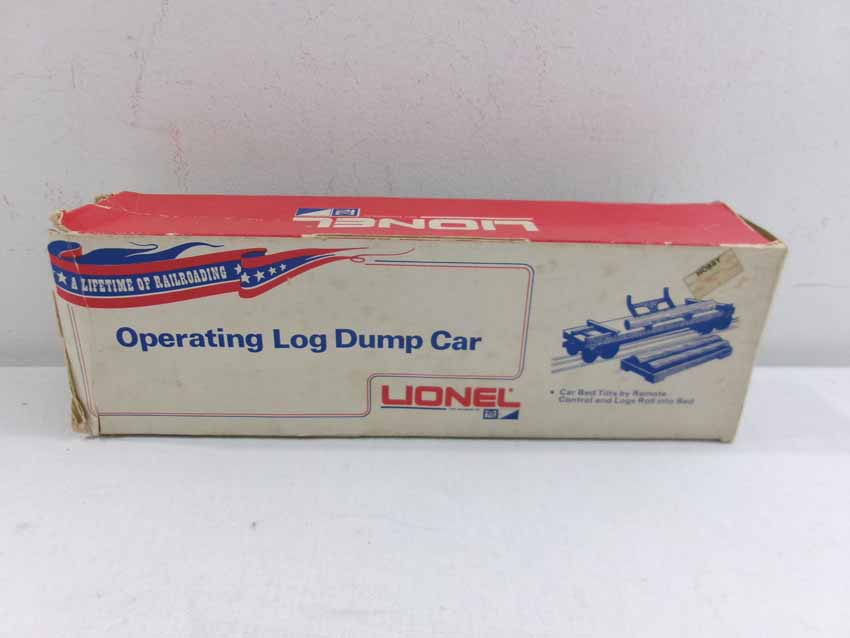 LIONEL
A LIFETIME OF RAILROADING
HOBBY
Operating Log Dump Car
LIONEL
• Car Bed Tilts by Remote
Control and Logs Roll into Bed